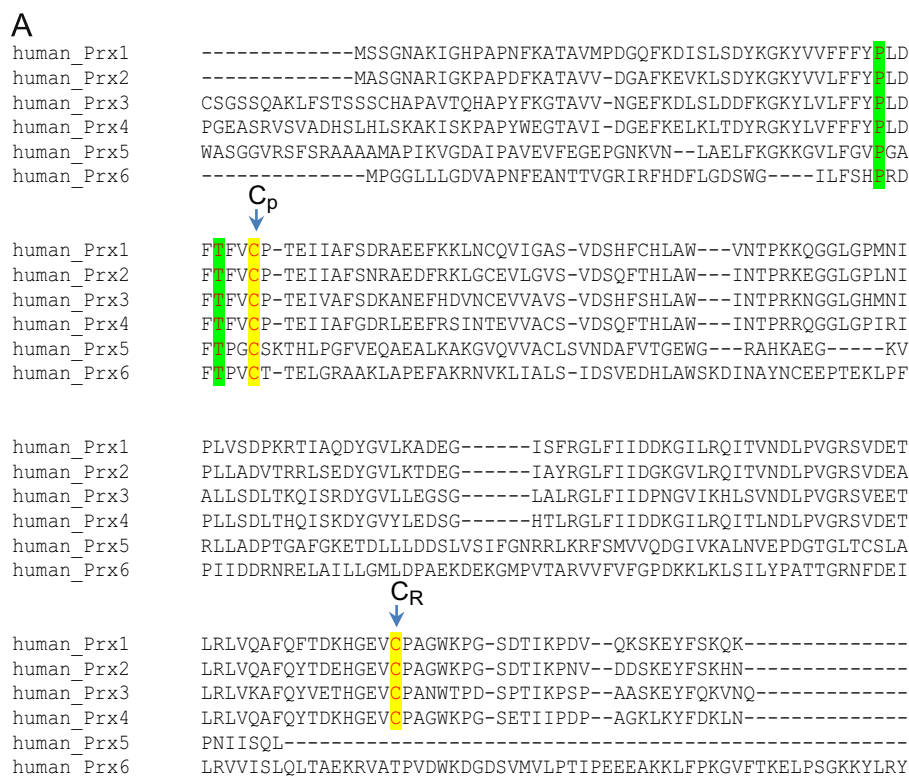 A
human_Prx1 -------------MSSGNAKIGHPAPNFKATAVMPDGQFKDISLSDYKGKYVVFFFYPLD
human_Prx2 -------------MASGNARIGKPAPDFKATAVV-DGAFKEVKLSDYKGKYVVLFFYPLD
human_Prx3 CSGSSQAKLFSTSSSCHAPAVTQHAPYFKGTAVV-NGEFKDLSLDDFKGKYLVLFFYPLD
human_Prx4 PGEASRVSVADHSLHLSKAKISKPAPYWEGTAVI-DGEFKELKLTDYRGKYLVFFFYPLD
human_Prx5 WASGGVRSFSRAAAAMAPIKVGDAIPAVEVFEGEPGNKVN--LAELFKGKKGVLFGVPGA
human_Prx6 --------------MPGGLLLGDVAPNFEANTTVGRIRFHDFLGDSWG----ILFSHPRD
Cp
human_Prx1 FTFVCP-TEIIAFSDRAEEFKKLNCQVIGAS-VDSHFCHLAW---VNTPKKQGGLGPMNI
human_Prx2 FTFVCP-TEIIAFSNRAEDFRKLGCEVLGVS-VDSQFTHLAW---INTPRKEGGLGPLNI
human_Prx3 FTFVCP-TEIVAFSDKANEFHDVNCEVVAVS-VDSHFSHLAW---INTPRKNGGLGHMNI
human_Prx4 FTFVCP-TEIIAFGDRLEEFRSINTEVVACS-VDSQFTHLAW---INTPRRQGGLGPIRI
human_Prx5 FTPGCSKTHLPGFVEQAEALKAKGVQVVACLSVNDAFVTGEWG---RAHKAEG-----KV
human_Prx6 FTPVCT-TELGRAAKLAPEFAKRNVKLIALS-IDSVEDHLAWSKDINAYNCEEPTEKLPF
human_Prx1 PLVSDPKRTIAQDYGVLKADEG------ISFRGLFIIDDKGILRQITVNDLPVGRSVDET
human_Prx2 PLLADVTRRLSEDYGVLKTDEG------IAYRGLFIIDGKGVLRQITVNDLPVGRSVDEA
human_Prx3 ALLSDLTKQISRDYGVLLEGSG------LALRGLFIIDPNGVIKHLSVNDLPVGRSVEET
human_Prx4 PLLSDLTHQISKDYGVYLEDSG------HTLRGLFIIDDKGILRQITLNDLPVGRSVDET
human_Prx5 RLLADPTGAFGKETDLLLDDSLVSIFGNRRLKRFSMVVQDGIVKALNVEPDGTGLTCSLA
human_Prx6 PIIDDRNRELAILLGMLDPAEKDEKGMPVTARVVFVFGPDKKLKLSILYPATTGRNFDEI
CR
human_Prx1 LRLVQAFQFTDKHGEVCPAGWKPG-SDTIKPDV--QKSKEYFSKQK--------------
human_Prx2 LRLVQAFQYTDEHGEVCPAGWKPG-SDTIKPNV--DDSKEYFSKHN--------------
human_Prx3 LRLVKAFQYVETHGEVCPANWTPD-SPTIKPSP--AASKEYFQKVNQ-------------
human_Prx4 LRLVQAFQYTDKHGEVCPAGWKPG-SETIIPDP--AGKLKYFDKLN--------------
human_Prx5 PNIISQL-----------------------------------------------------
human_Prx6 LRVVISLQLTAEKRVATPVDWKDGDSVMVLPTIPEEEAKKLFPKGVFTKELPSGKKYLRY